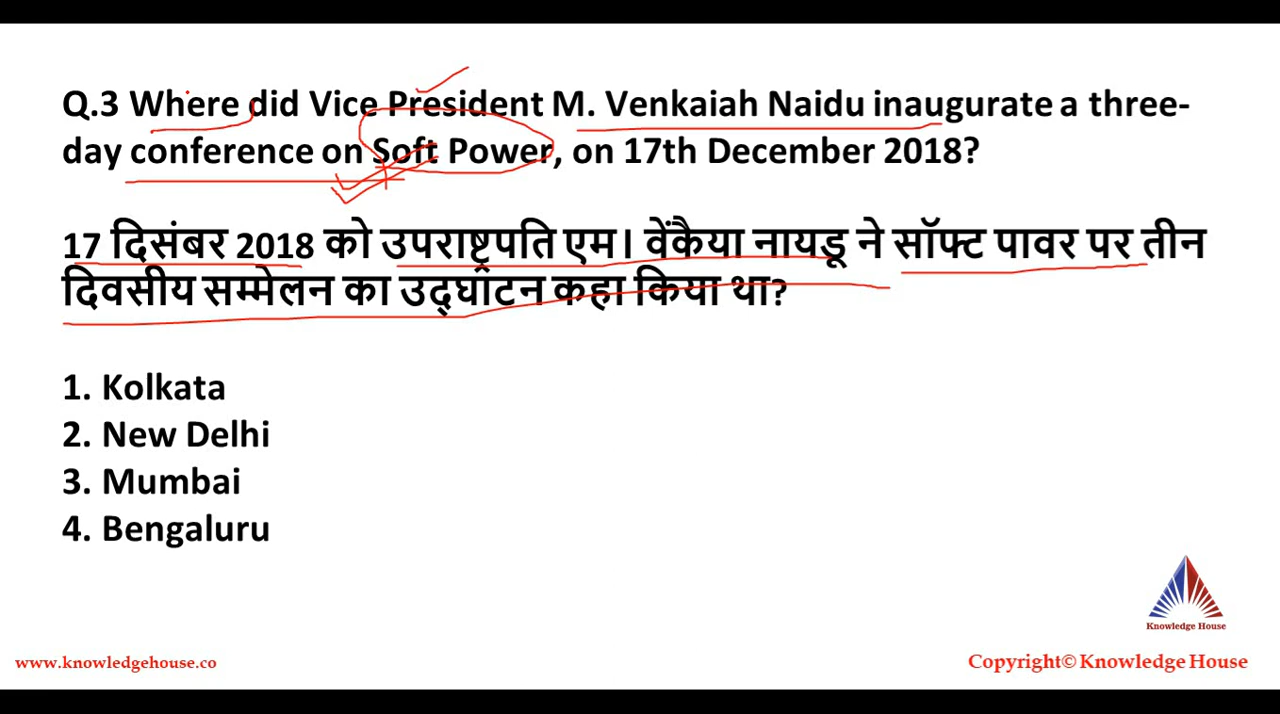 Q.3 Where did Vice President M. Venkaiah Naidu inaugurate a three-
day conference on Soft Power, on 17th December 2018?
17 दिसंबर 2018 को उपराष्ट्रपति एम। वेंकैया नायडू ने सॉफ्ट पावर पर तीन
दिवसीय सम्मेलन का उद्घाटन कहा किया था?
1. Kolkata
2. New Delhi
3. Mumbai
4. Bengaluru
Knowledge House
www.knowledgehouse.co
Copyright© Knowledge House